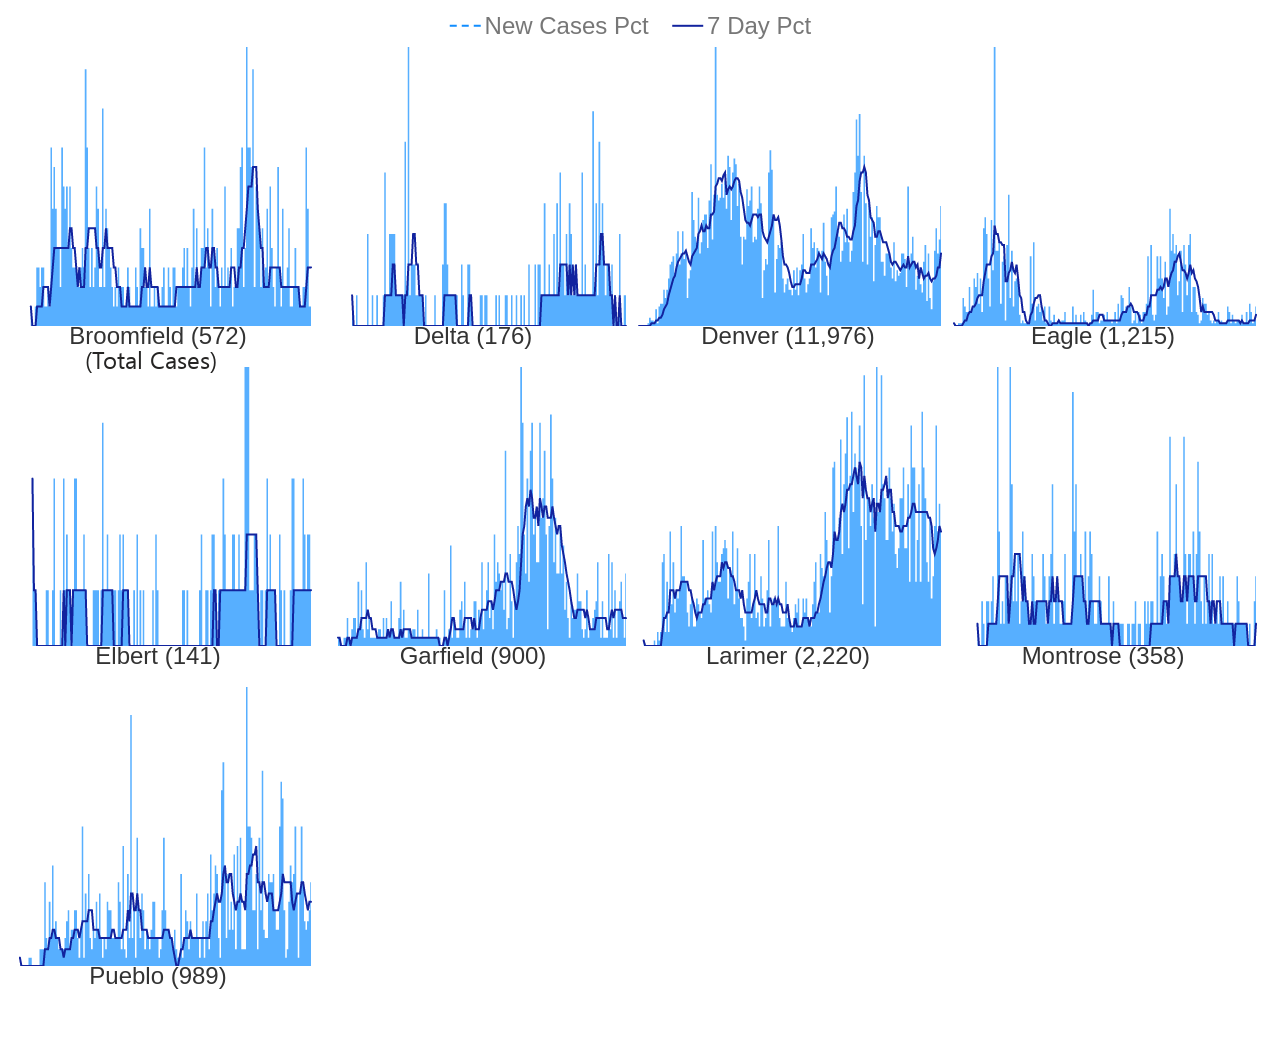 New Cases Pct 7 Day Pct
Broomfield (572) Delta (176) Denver (11,976) Eagle (1,215)
(Total Cases)
Elbert (141) Garfield (900) Larimer (2,220) Montrose (358)
Pueblo (989)